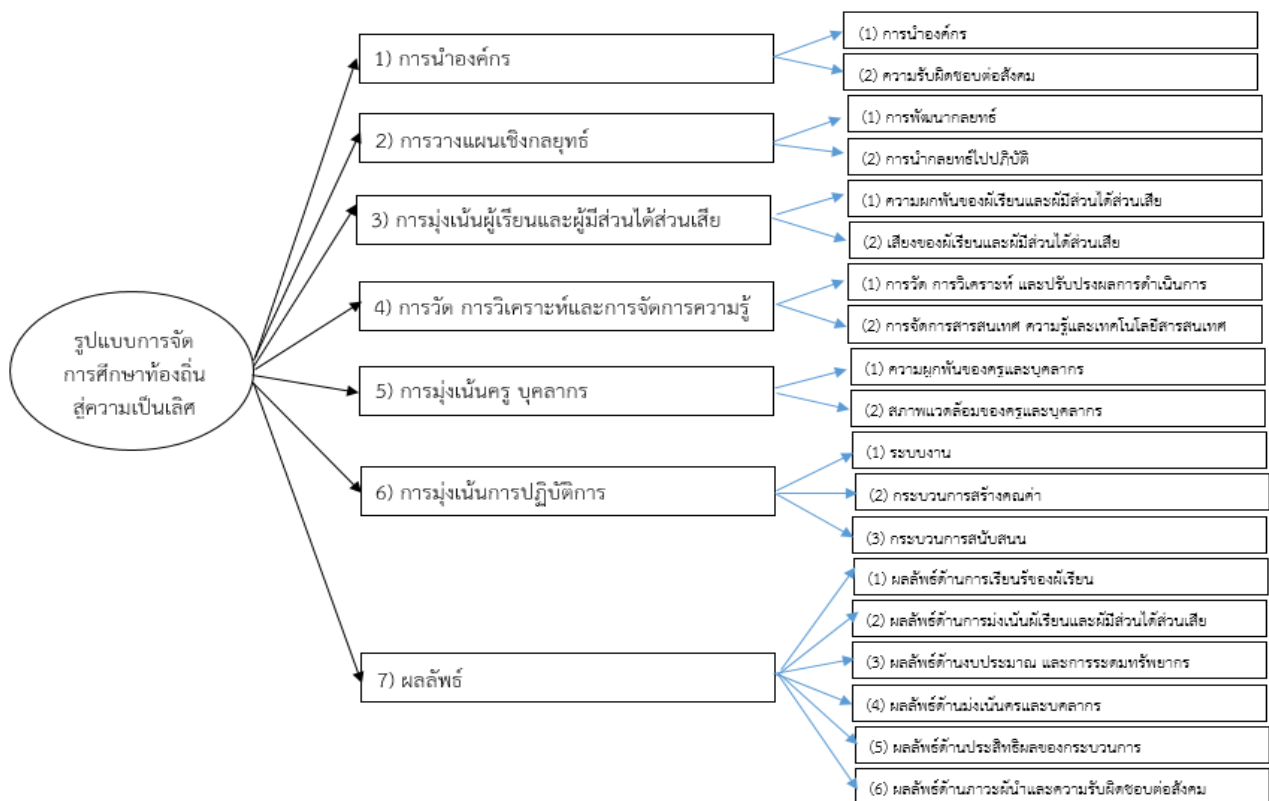 รูปแบบการจัด
การศึกษาท้องถิ่น
สู่ความเป็นเลิศ
1) การนำองค์กร
(1) การนำองค์กร
(2) ความรับผิดชอบต่อสังคม
2) การวางแผนเชิงกลยุทธ์
(1) การพัฒนากลยุทธ์
(2) การนำกลยุทธ์ไปปฏิบัติ
3) การมุ่งเน้นผู้เรียนและผู้มีส่วนได้ส่วนเสีย
(1) ความผูกพันของผู้เรียนและผู้มีส่วนได้ส่วนเสีย
(2) เสียงของผู้เรียนและผู้มีส่วนได้ส่วนเสีย
4) การวัด การวิเคราะห์และการจัดการความรู้
(1) การวัด การวิเคราะห์ และปรับปรุงผลการดำเนินการ
(2) การจัดการสารสนเทศ ความรู้และเทคโนโลยีสารสนเทศ
5) การมุ่งเน้นครู บุคลากร
(1) ความผูกพันของครูและบุคลากร
(2) สภาพแวดล้อมของครูและบุคลากร
6) การมุ่งเน้นการปฏิบัติการ
(1) ระบบงาน
(2) กระบวนการสร้างคุณค่า
(3) กระบวนการสนับสนุน
7) ผลลัพธ์
(1) ผลลัพธ์ด้านการเรียนรู้ของผู้เรียน
(2) ผลลัพธ์ด้านการมุ่งเน้นผู้เรียนและผู้มีส่วนได้ส่วนเสีย
(3) ผลลัพธ์ด้านงบประมาณ และการระดมทรัพยากร
(4) ผลลัพธ์ด้านมุ่งเน้นครูและบุคลากร
(5) ผลลัพธ์ด้านประสิทธิผลของกระบวนการ
(6) ผลลัพธ์ด้านภาวะผู้นำและความรับผิดชอบต่อสังคม